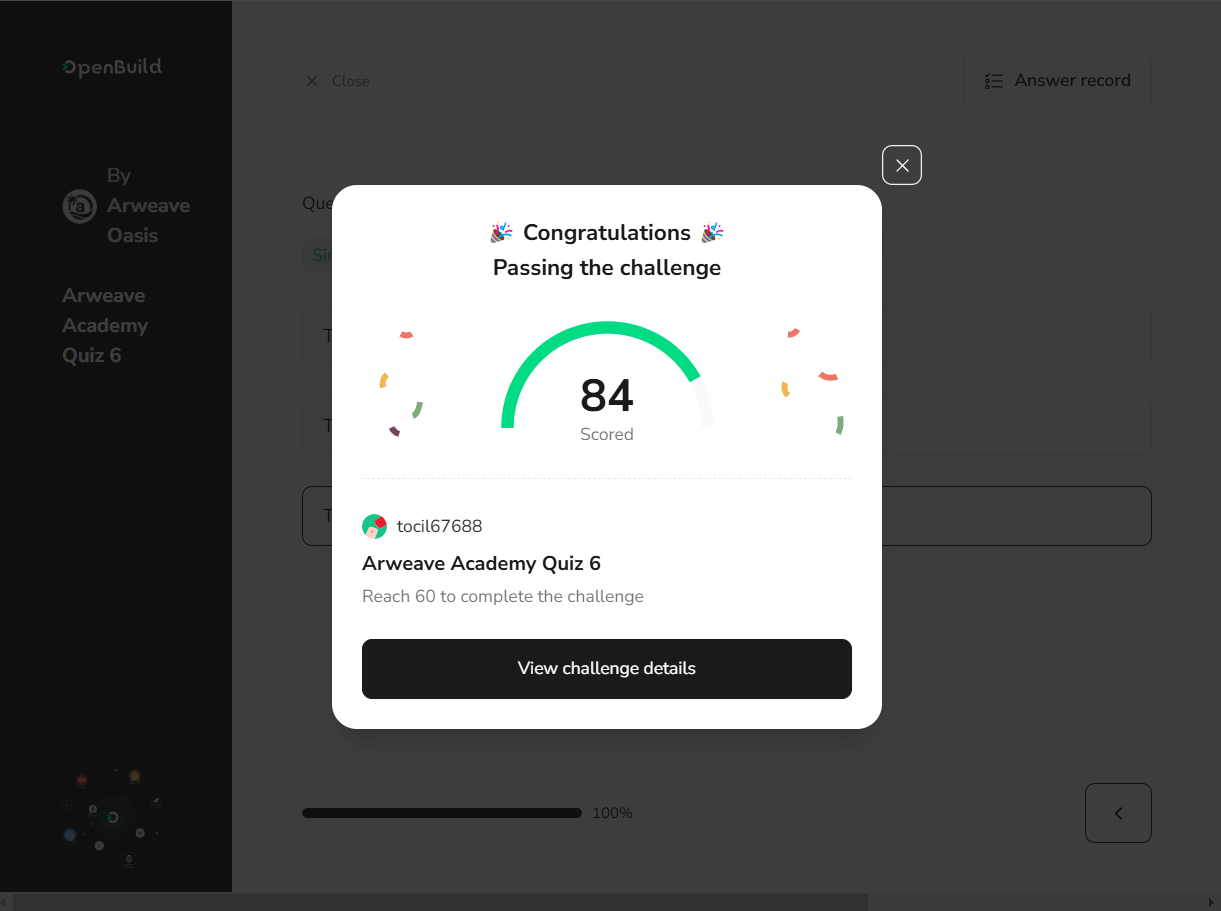 OpenBuild
Close
Answer record
By
Arweave
Oasis
Arweave
Academy
Quiz 6
Que
Sin
T
T
T
Congratulations
Passing the challenge
84
Scored
tocil67688
Arweave Academy Quiz 6
Reach 60 to complete the challenge
View challenge details
100%